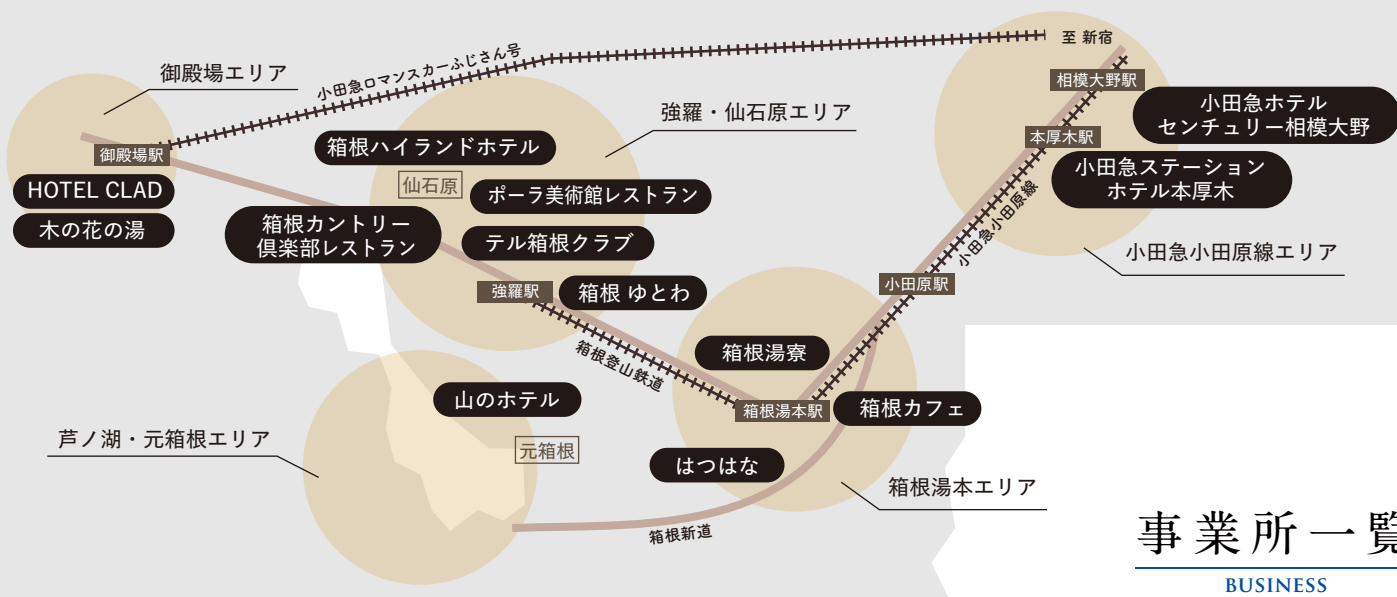 至 新宿
小田急ロマンスカーふじさん号
御殿場エリア
相模大野駅
小田急ホテル
センチュリー相模大野
強羅・仙石原エリア
本厚木駅
箱根ハイランドホテル
御殿場駅
小田急ステーション
ホテル本厚木
仙石原
HOTEL CLAD
ポーラ美術館レストラン
木の花の湯
箱根カントリー
倶楽部レストラン
小田急小田原線
テル箱根クラブ
小田急小田原線エリア
小田原駅
強羅駅
箱根 ゆとわ
箱根登山鉄道
箱根湯寮
山のホテル
箱根湯本駅
箱根カフェ
芦ノ湖・元箱根エリア
元箱根
はつはな
箱根湯本エリア
箱根新道
事業所一覧
BUSINESS